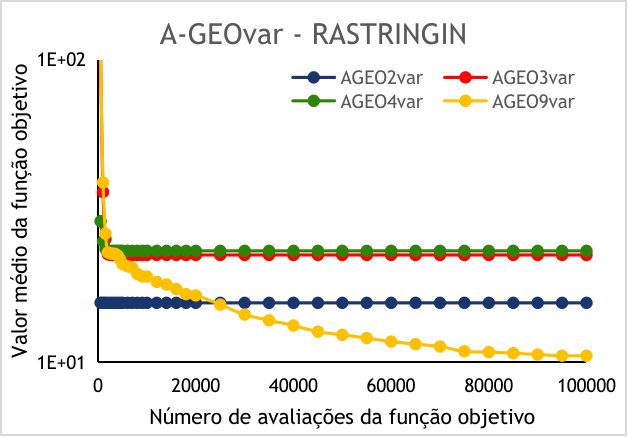 A-GEOvar - RASTRINGIN
1E+02
AGEO2var
AGEO3var
AGEO4var
AGEO9var
Valor médio da função objetivo
1E+01
0
20000
40000
60000
80000
100000
Número de avaliações da função objetivo